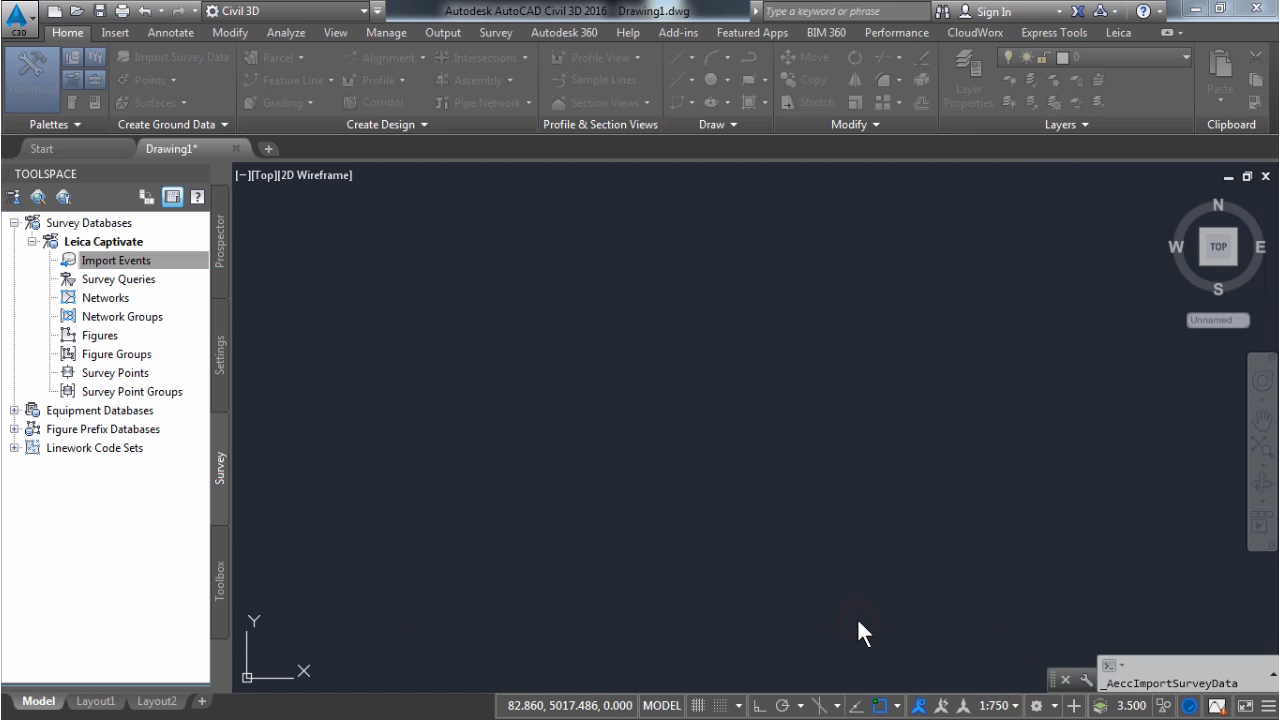 Civil 3D
Autodesk AutoCAD Civil 3D 2016 Drawing1.dwg
Type a keyword or phrase
Sign In
C3D
Home Insert Annotate Modify Analyze View Manage Output Survey Autodesk 360 Help Add-ins Featured Apps BIM 360 Performance CloudWorx Express Tools Leica
Toolspace
Import Survey Data
Points
Surfaces
Parcel
Feature Line
Grading
Alignment
Profile
Corridor
Intersections
Assembly
Pipe Network
Profile View
Sample Lines
Section Views
Move
Copy
Stretch
Layer
Properties
0
Paste
Palettes Create Ground Data Create Design Profile & Section Views Draw Modify Layers Clipboard
Start Drawing1*
TOOLSPACE
Survey Databases
Leica Captivate
Import Events
Survey Queries
Networks
Network Groups
Figures
Figure Groups
Survey Points
Survey Point Groups
Equipment Databases
Figure Prefix Databases
Linework Code Sets
Prospector
Settings
Survey
Toolbox
[−][Top][2D Wireframe]
N
W TOP E
S
Unnamed
Y
X
_AeccImportSurveyData
Model Layout1 Layout2 +
82.860, 5017.486, 0.000 MODEL 1:750 3.500